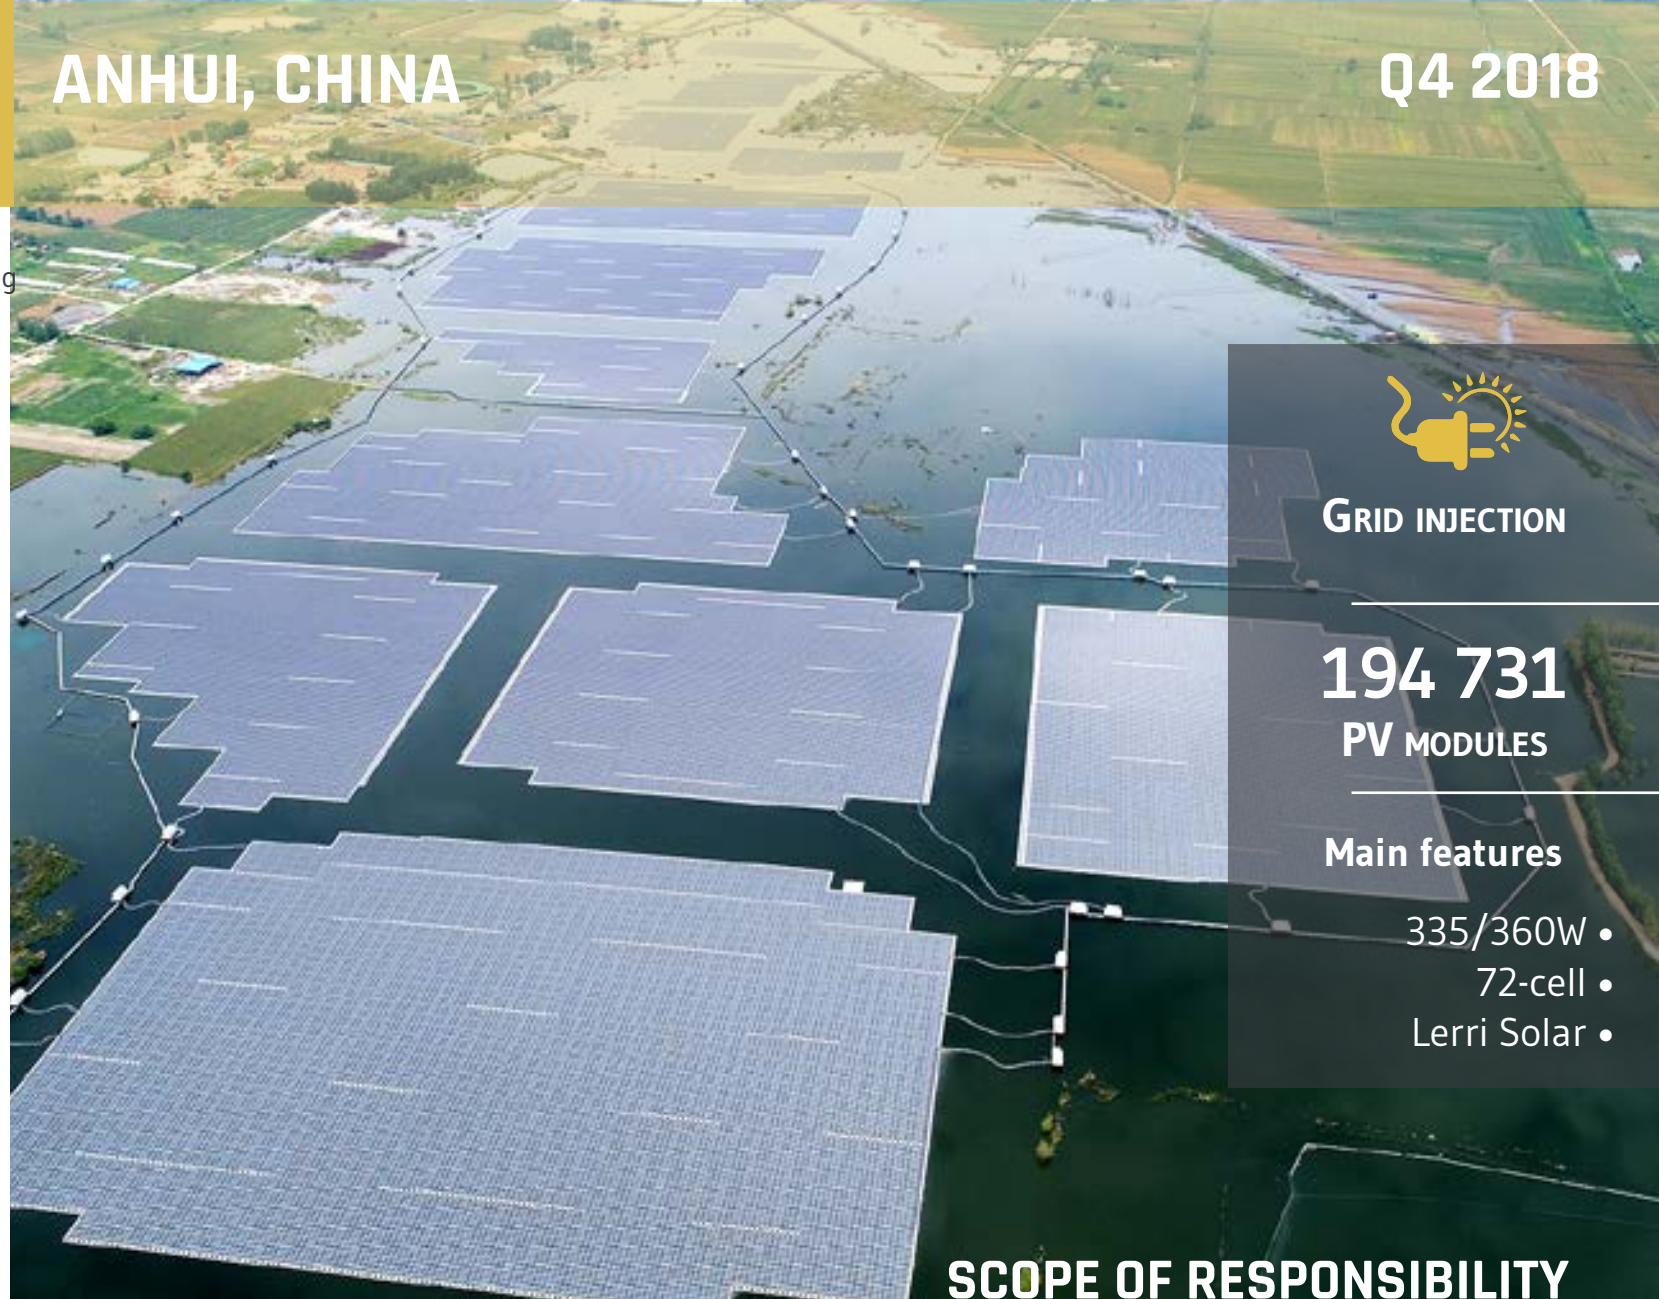 ANHUI, CHINA
Q4 2018
g
GRID INJECTION
194 731
PV MODULES
Main features
335/360W •
72-cell •
Lerri Solar •
SCOPE OF RESPONSIBILITY